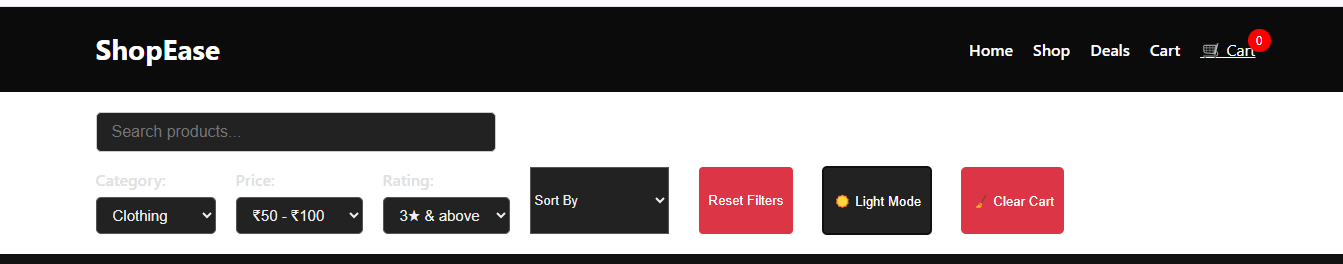 ShopEase
Home Shop Deals Cart 🛒 Cart 0
Search products...
Category: Price: Rating:
Clothing ₹50 - ₹100 3★ & above Sort By Reset Filters 🌞 Light Mode 🧹 Clear Cart